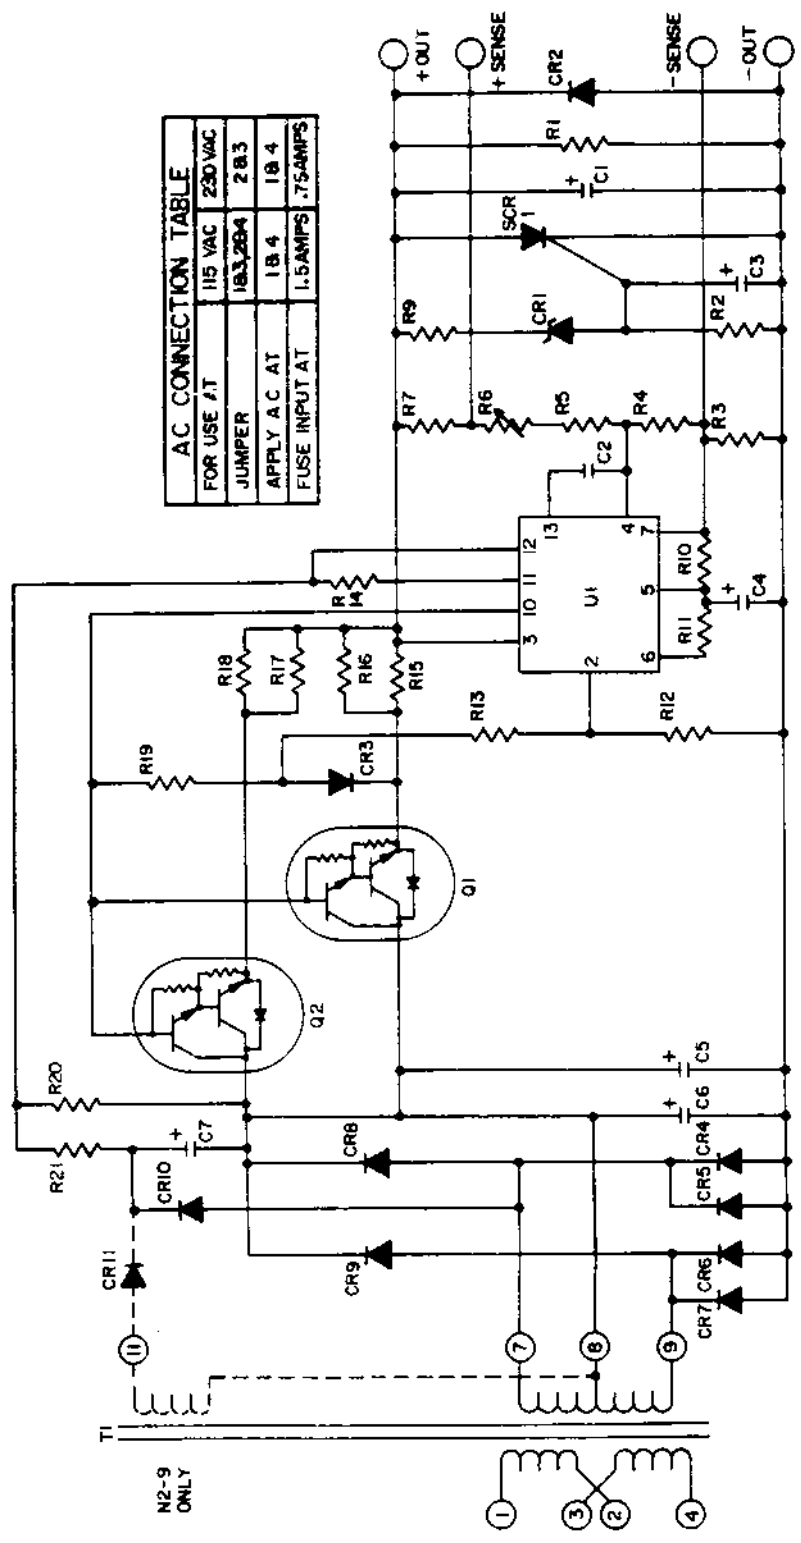 AC CONNECTION TABLE
FOR USE AT 115 VAC 230 VAC
JUMPER 1&3,2&4 2&3
APPLY AC AT 1&4 1&4
FUSE INPUT AT 1.5AMPS .75AMPS
N2-9
ONLY
T1
11
CR11
R21
R20
CR10
C7
+
CR8
CR9
7
8
9
1
3
2
4
CR7
CR6
CR5
CR4
C6
+
C5
+
Q2
Q1
R19
CR3
R18
R17
R16
R15
R13
R12
R
14
U1
3
10
11
12
2
13
4
6
5
7
R11
R10
C4
+
C2
R7
R6
R5
R4
R3
R9
CR1
R2
C3
+
SCR
1
C1
+
R1
CR2
+OUT
+SENSE
-SENSE
-OUT